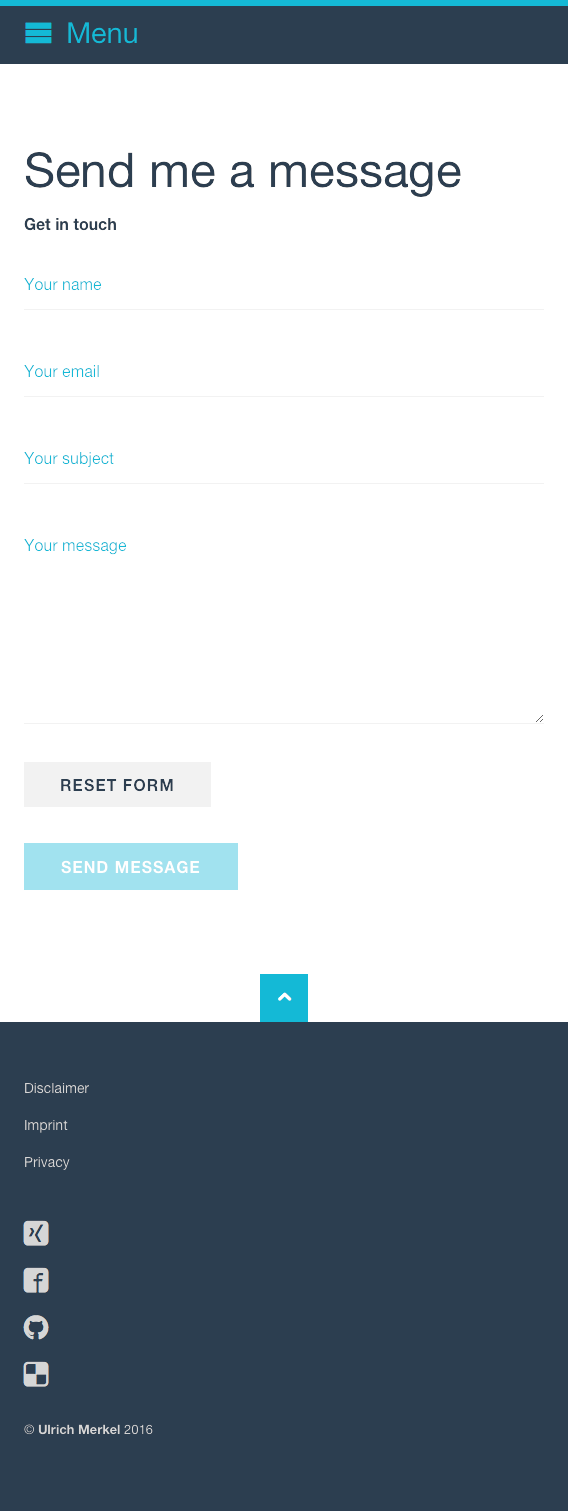 Menu
Send me a message
Get in touch
Your name
Your email
Your subject
Your message
RESET FORM
SEND MESSAGE
Disclaimer
Imprint
Privacy
© Ulrich Merkel 2016